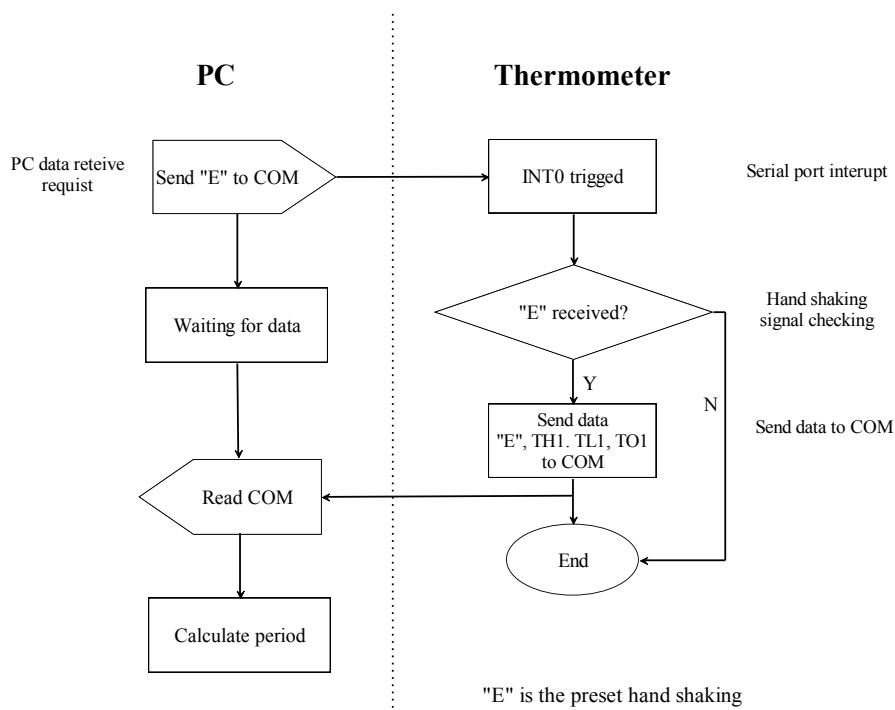 PC
Thermometer
PC data reteive
requist
Send "E" to COM
INT0 trigged
Serial port interupt
Waiting for data
"E" received?
Hand shaking
signal checking
Y
N
Send data
"E", TH1. TL1, TO1
to COM
Send data to COM
Read COM
End
Calculate period
"E" is the preset hand shaking